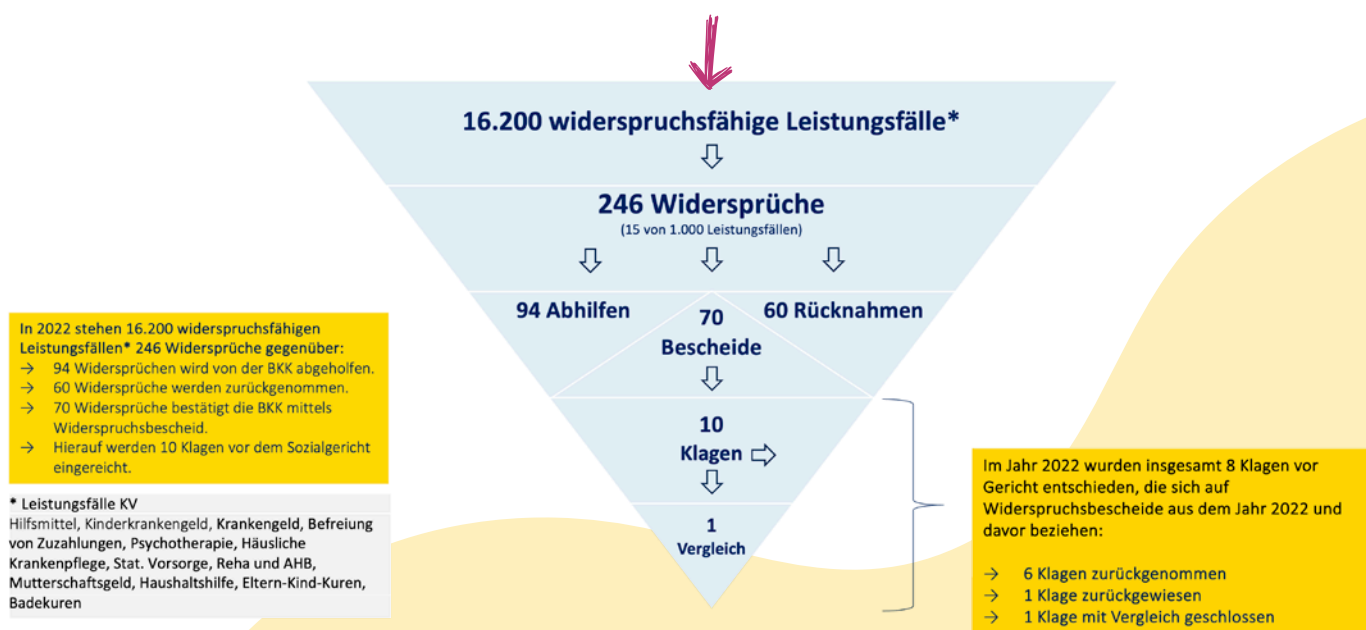 16.200 widerspruchsfähige Leistungsfälle*
246 Widersprüche
(15 von 1.000 Leistungsfällen)
94 Abhilfen
70
Bescheide
60 Rücknahmen
10
Klagen
1
Vergleich
In 2022 stehen 16.200 widerspruchsfähigen
Leistungsfällen* 246 Widersprüche gegenüber:
→ 94 Widersprüchen wird von der BKK abgeholfen.
→ 60 Widersprüche werden zurückgenommen.
→ 70 Widersprüche bestätigt die BKK mittels
Widerspruchsbescheid.
→ Hierauf werden 10 Klagen vor dem Sozialgericht
eingereicht.
* Leistungsfälle KV
Hilfsmittel, Kinderkrankengeld, Krankengeld, Befreiung
von Zuzahlungen, Psychotherapie, Häusliche
Krankenpflege, Stat. Vorsorge, Reha und AHB,
Mutterschaftsgeld, Haushaltshilfe, Eltern-Kind-Kuren,
Badekuren
Im Jahr 2022 wurden insgesamt 8 Klagen vor
Gericht entschieden, die sich auf
Widerspruchsbescheide aus dem Jahr 2022 und
davor beziehen:
→ 6 Klagen zurückgenommen
→ 1 Klage zurückgewiesen
→ 1 Klage mit Vergleich geschlossen